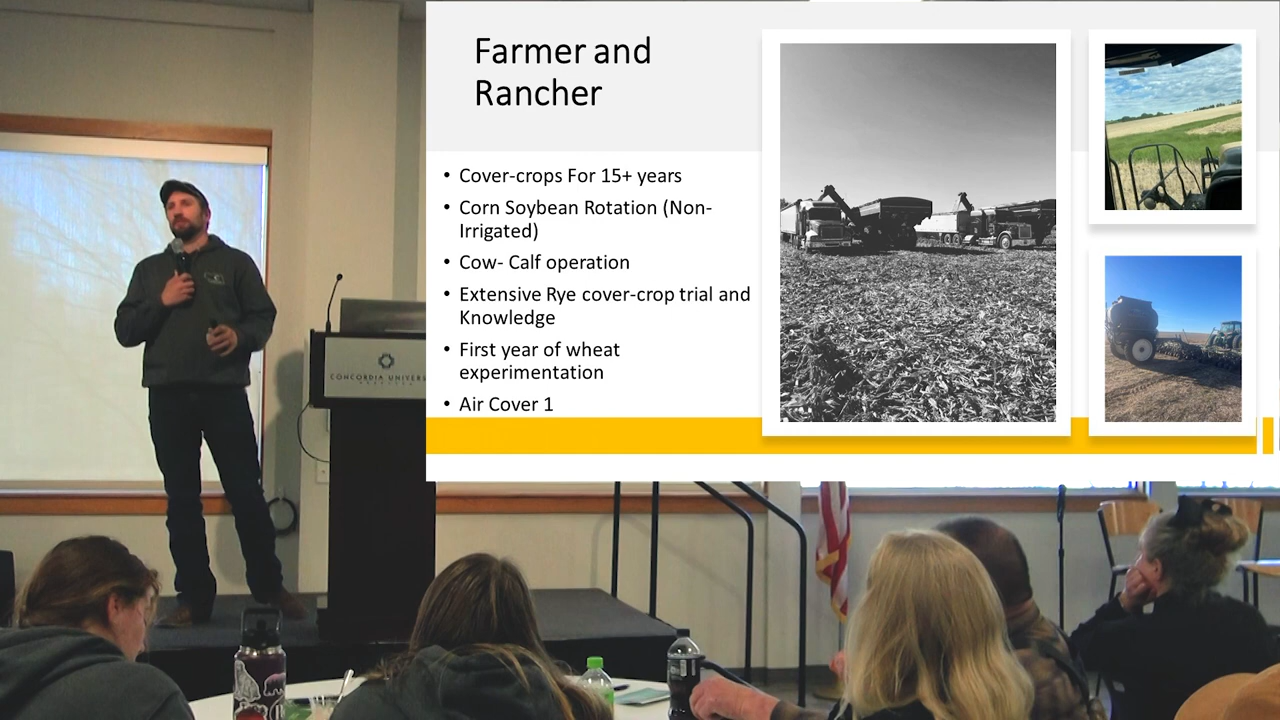 Farmer and
Rancher
• Cover-crops For 15+ years
• Corn Soybean Rotation (Non-
Irrigated)
• Cow- Calf operation
• Extensive Rye cover-crop trial and
Knowledge
• First year of wheat
experimentation
• Air Cover 1
CONCORDIA UNIVER